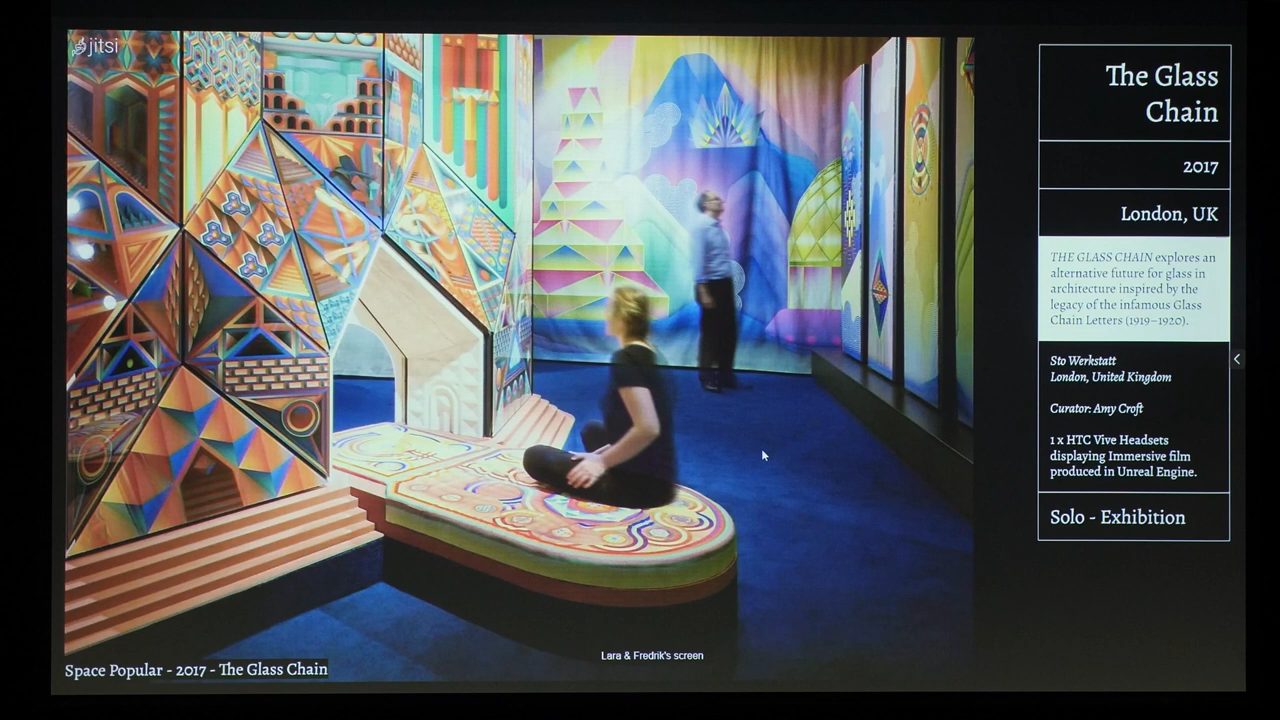 jitsi
The Glass
Chain
2017
London, UK
THE GLASS CHAIN explores an
alternative future for glass in
architecture inspired by the
legacy of the infamous Glass
Chain Letters (1919–1920).
Sto Werkstatt
London, United Kingdom
Curator: Amy Croft
1 x HTC Vive Headsets
displaying Immersive film
produced in Unreal Engine.
Solo - Exhibition
Lara & Fredrik's screen
Space Popular - 2017 - The Glass Chain